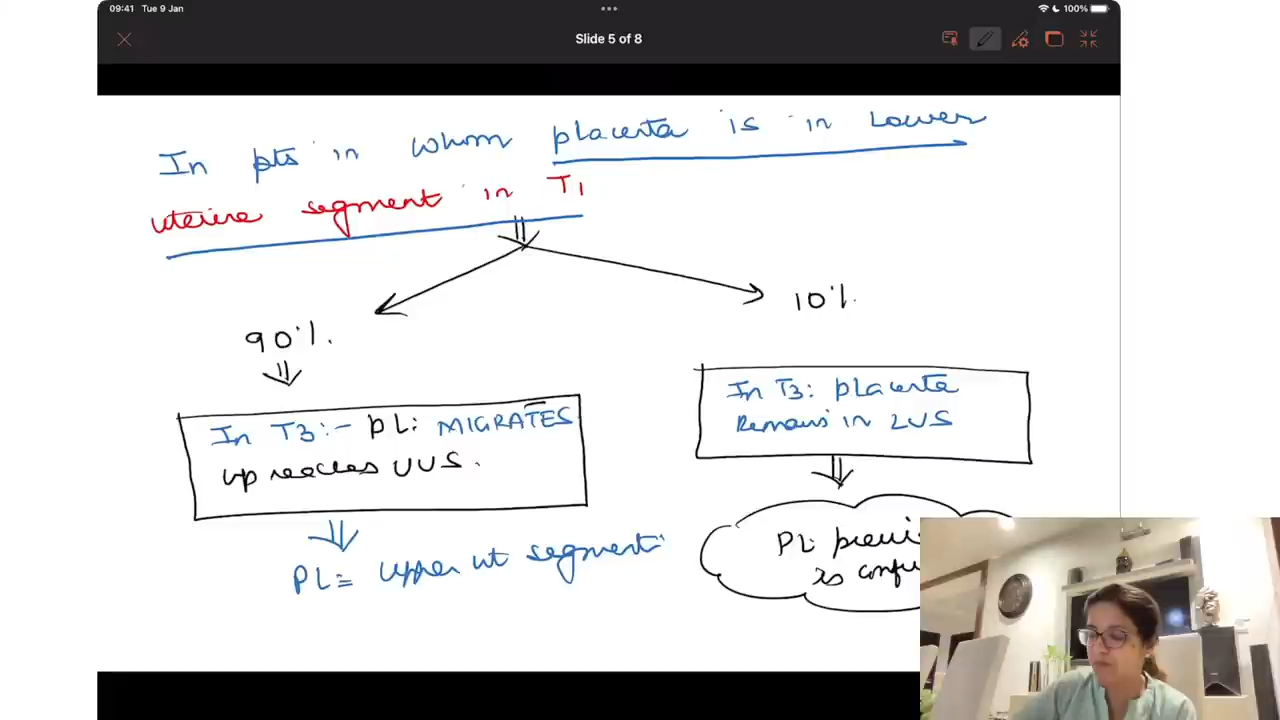 09:41 Tue 9 Jan
100%
Slide 5 of 8
In pts in whom placenta is in Lower
uterine segment in T1
90%.
10%.
In T3:- PL: MIGRATES
up reaches UUS.
In T3: placenta
Remains in LUS
PL = upper ut segment
PL previ
is confi